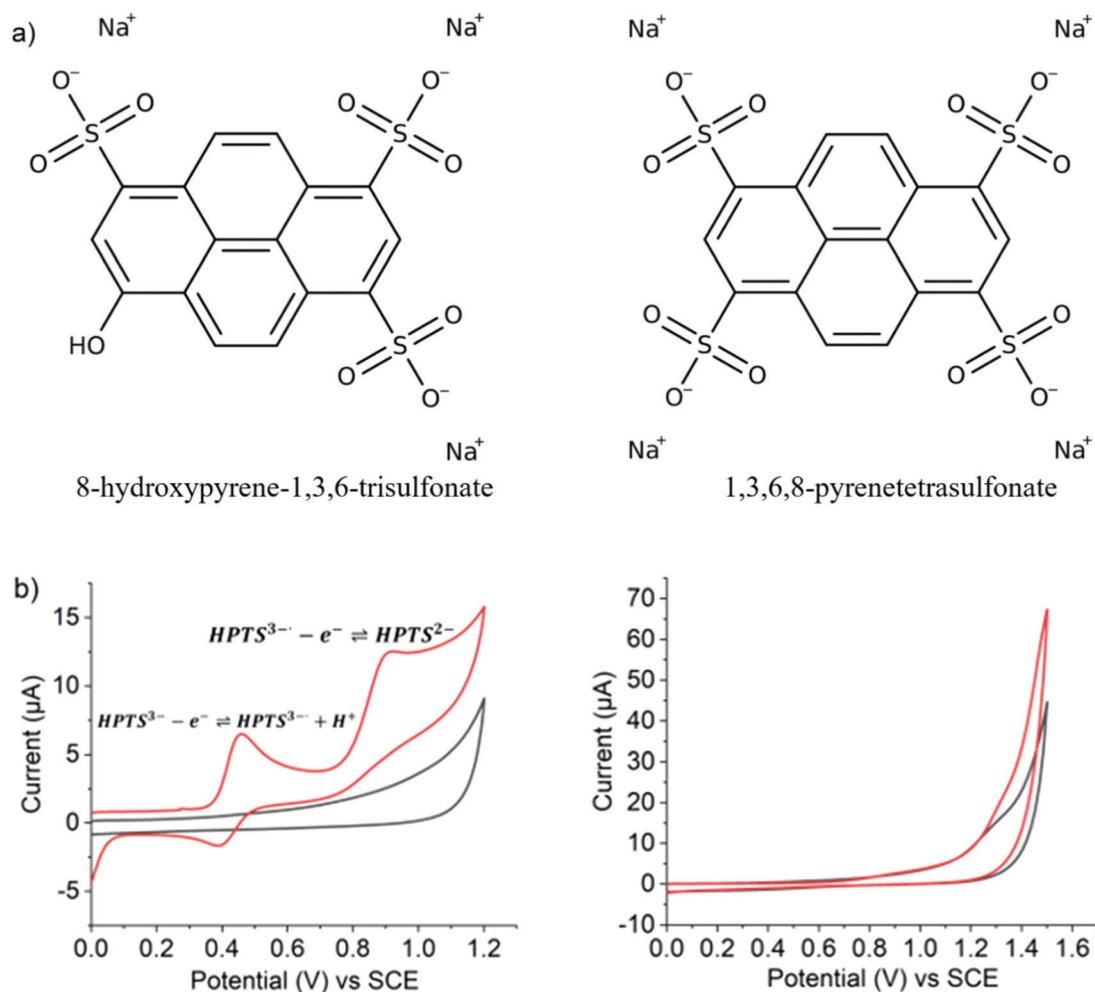 a)
Na⁺ Na⁺ Na⁺ Na⁺
O⁻ O⁻ O⁻ O⁻
O O O O
S S S S
O O O O
HO
O O O
S S S
O O O
O⁻ O⁻ O⁻
Na⁺ Na⁺ Na⁺
8-hydroxypyrene-1,3,6-trisulfonate
1,3,6,8-pyrenetetrasulfonate
b)
Current (µA)
15
10
5
0
-5
HPTS³⁻· − e⁻ ⇌ HPTS²⁻
HPTS³⁻ − e⁻ ⇌ HPTS³⁻· + H⁺
0.0 0.2 0.4 0.6 0.8 1.0 1.2
Potential (V) vs SCE
Current (µA)
70
60
50
40
30
20
10
0
-10
0.0 0.2 0.4 0.6 0.8 1.0 1.2 1.4 1.6
Potential (V) vs SCE